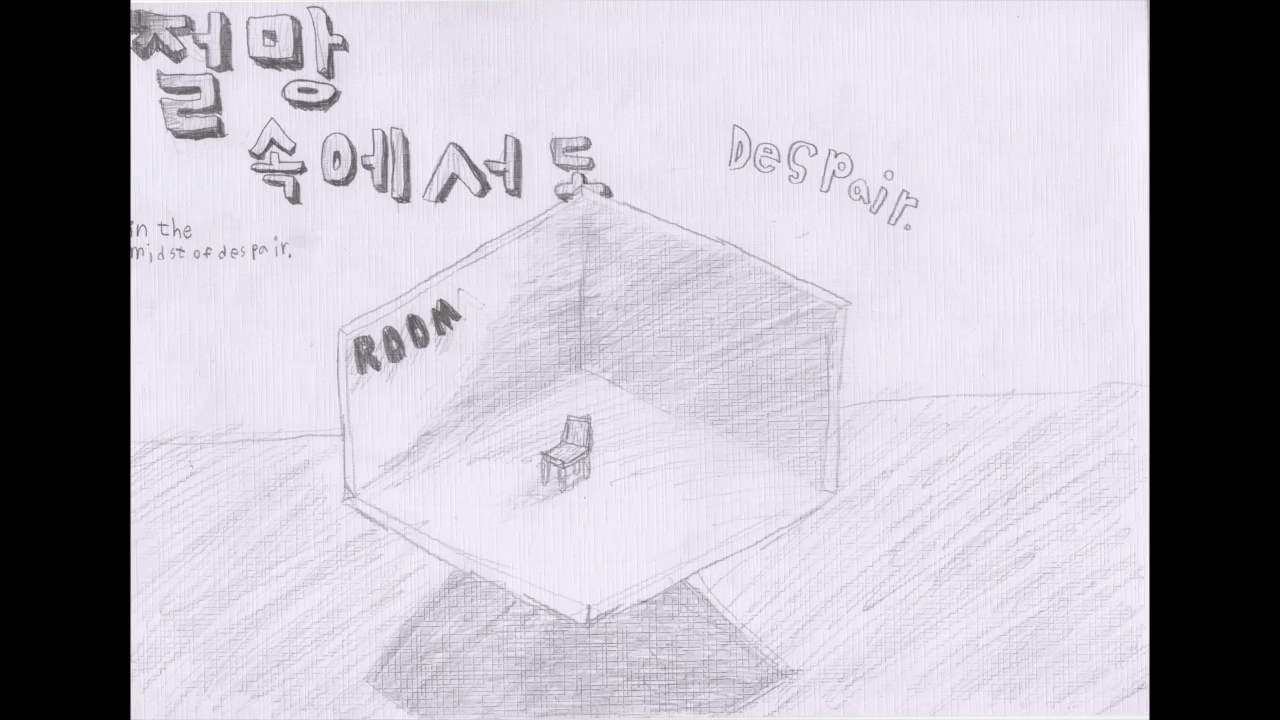 절망
속에서도
Despair.
in the
midst of despair.
ROOM